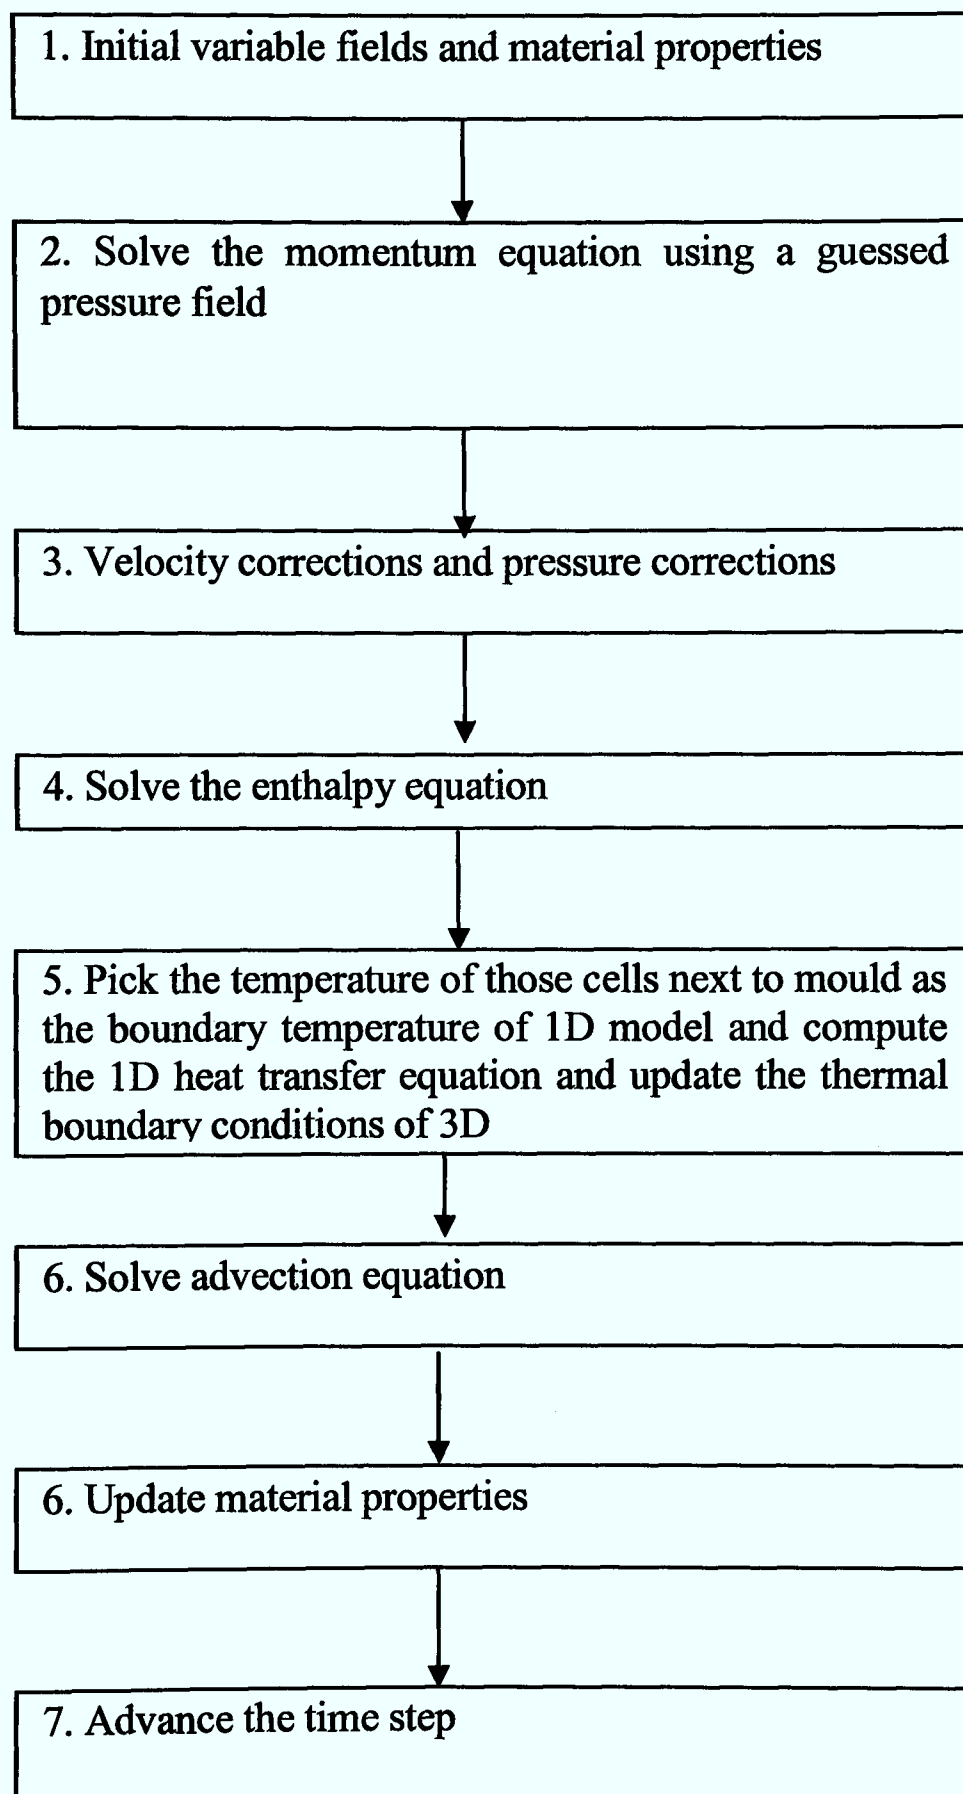 1. Initial variable fields and material properties
2. Solve the momentum equation using a guessed
pressure field
3. Velocity corrections and pressure corrections
4. Solve the enthalpy equation
5. Pick the temperature of those cells next to mould as
the boundary temperature of 1D model and compute
the 1D heat transfer equation and update the thermal
boundary conditions of 3D
6. Solve advection equation
6. Update material properties
7. Advance the time step